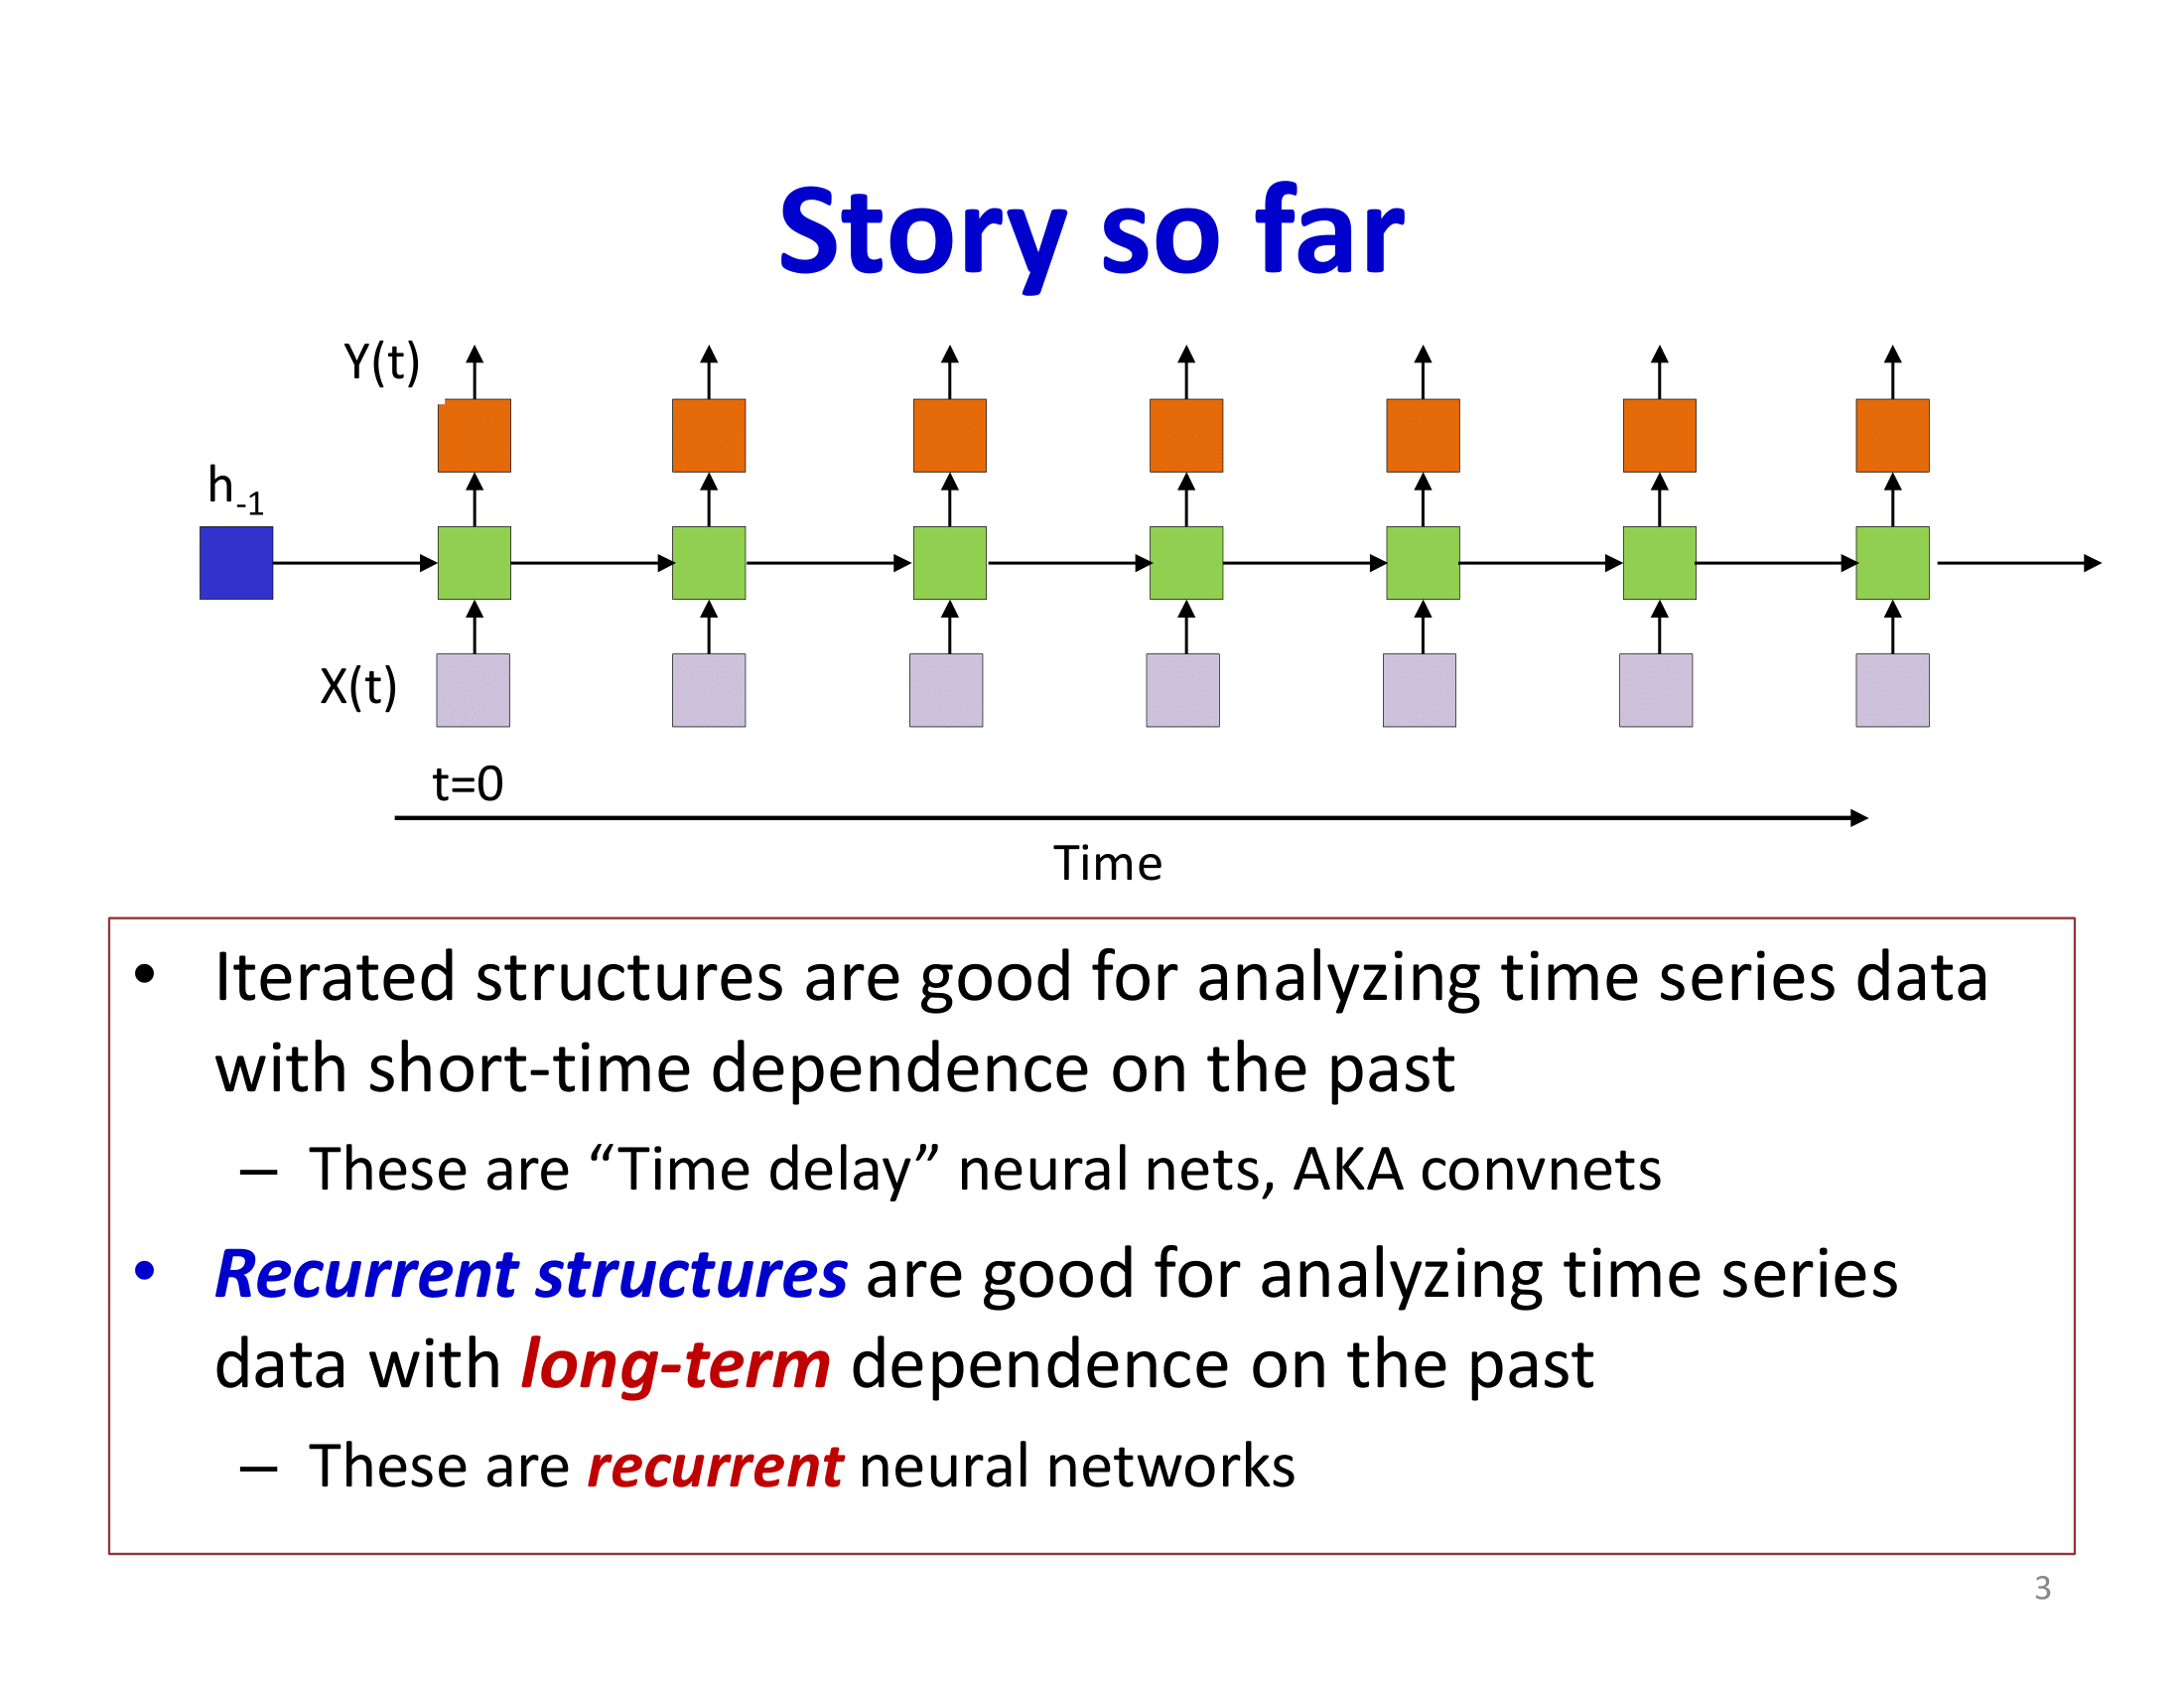 Story so far
Y(t)
h-1
X(t)
t=0
Time
• Iterated structures are good for analyzing time series data
with short-time dependence on the past
– These are “Time delay” neural nets, AKA convnets
• Recurrent structures are good for analyzing time series
data with long-term dependence on the past
– These are recurrent neural networks
3